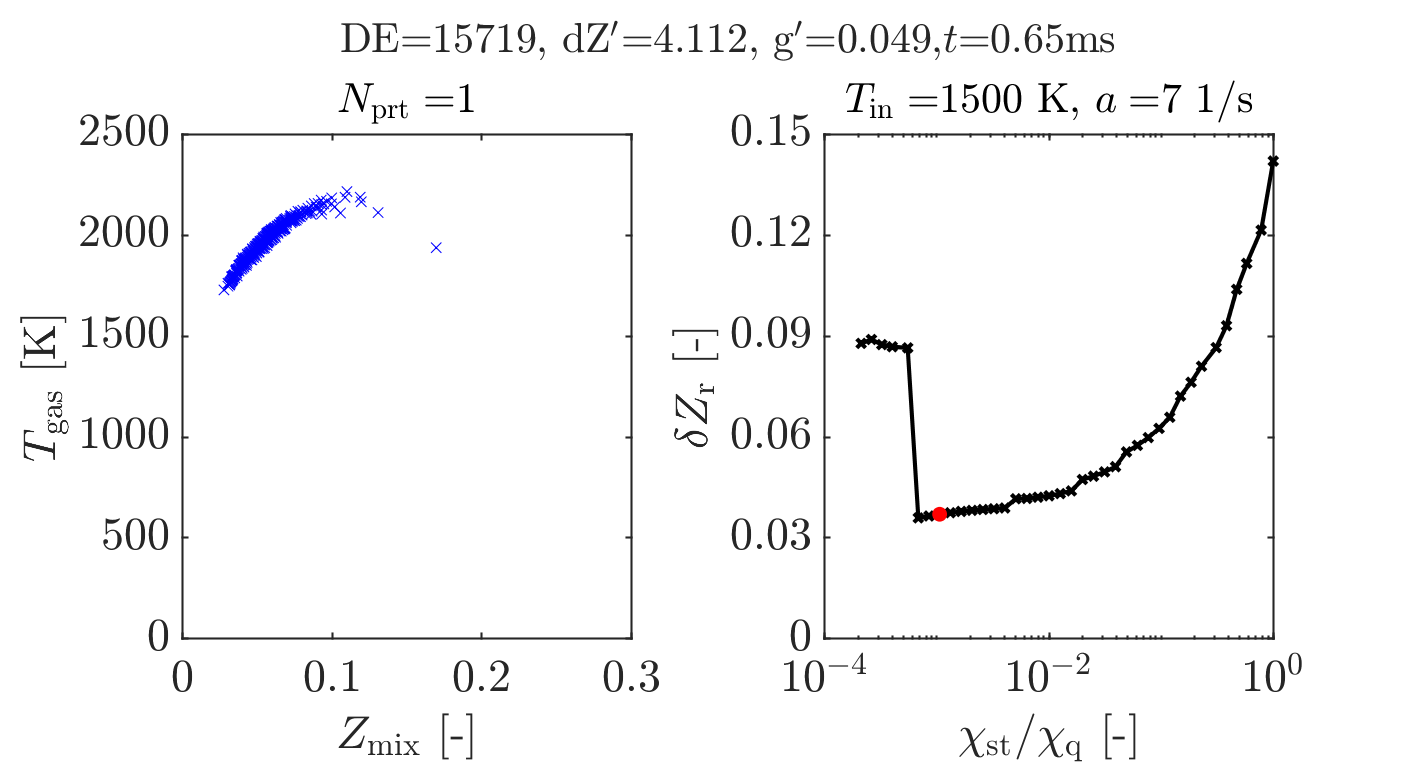 DE=15719, dZ′=4.112, g′=0.049,t=0.65ms
N_prt =1
2500
2000
1500
1000
500
0
0 0.1 0.2 0.3
T_gas [K]
Z_mix [-]
T_in =1500 K, a =7 1/s
0.15
0.12
0.09
0.06
0.03
0
10^−4 10^−2 10^0
δZ_r [-]
χ_st/χ_q [-]